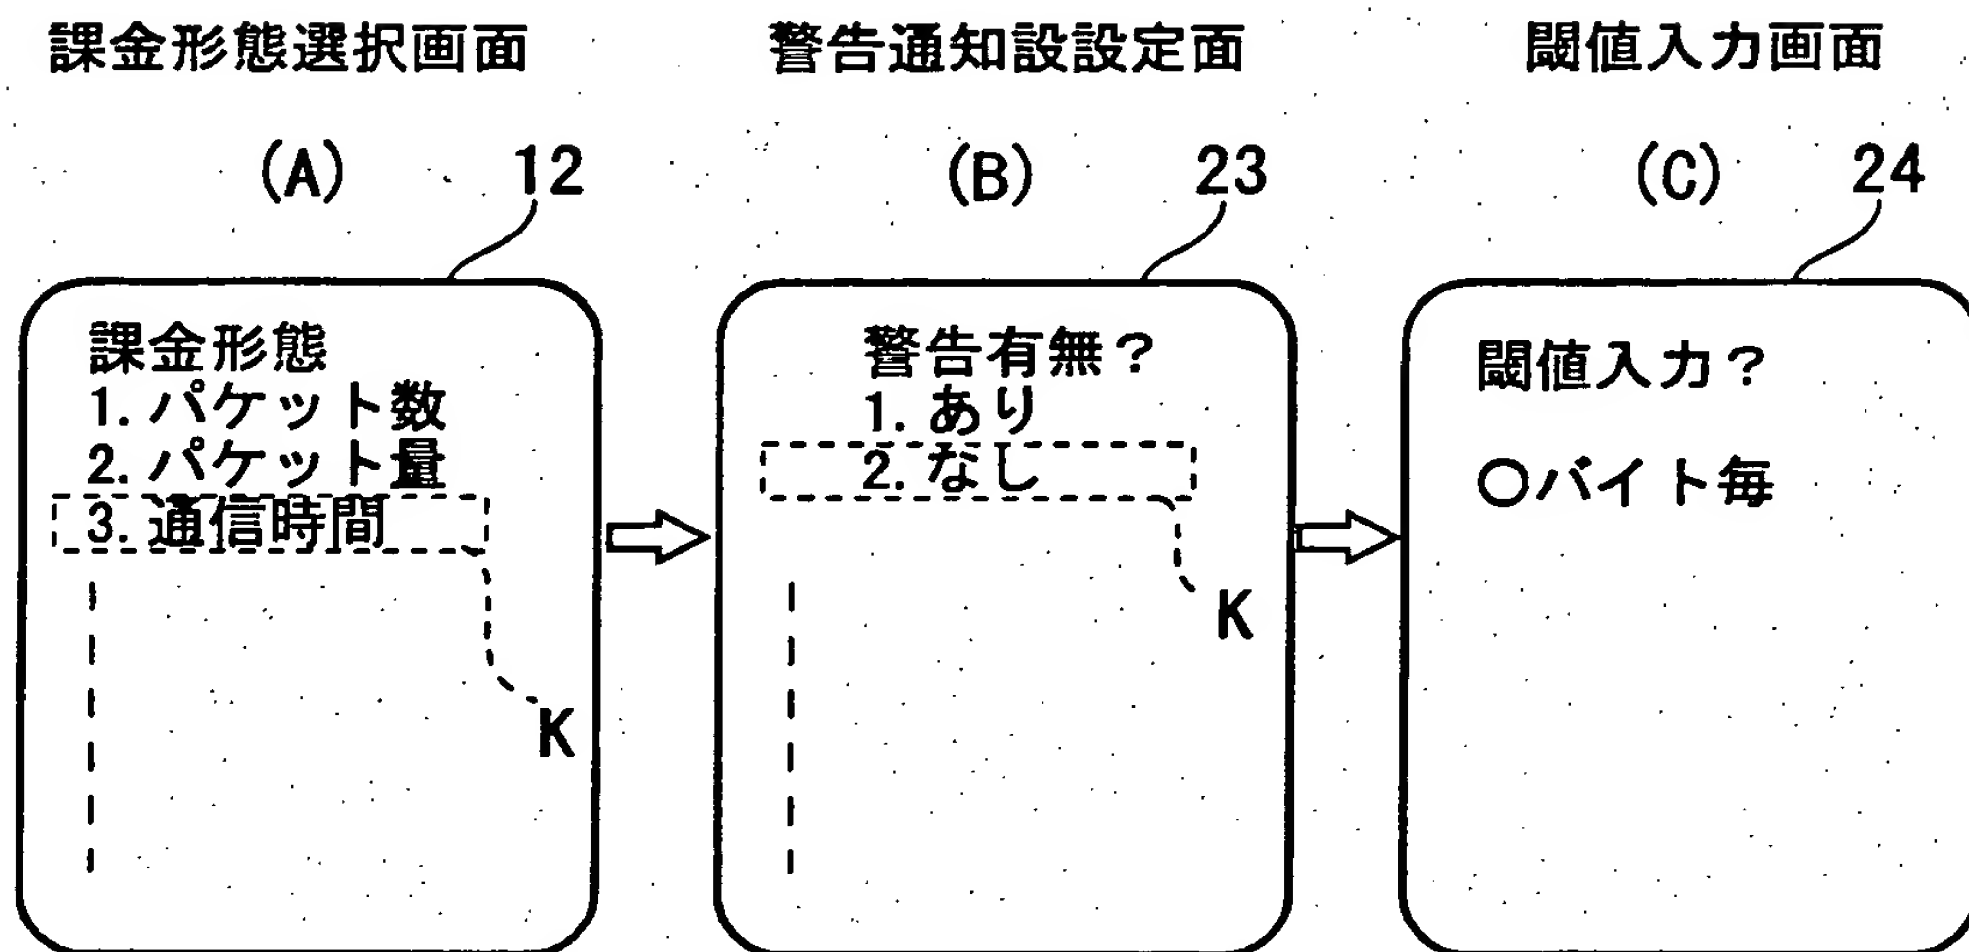 課金形態選択画面
警告通知設設定面
閾値入力画面
(A)
12
(B)
23
(C)
24
課金形態
1. パケット数
2. パケット量
3. 通信時間
K
警告有無?
1. あり
2. なし
K
閾値入力?
○バイト毎